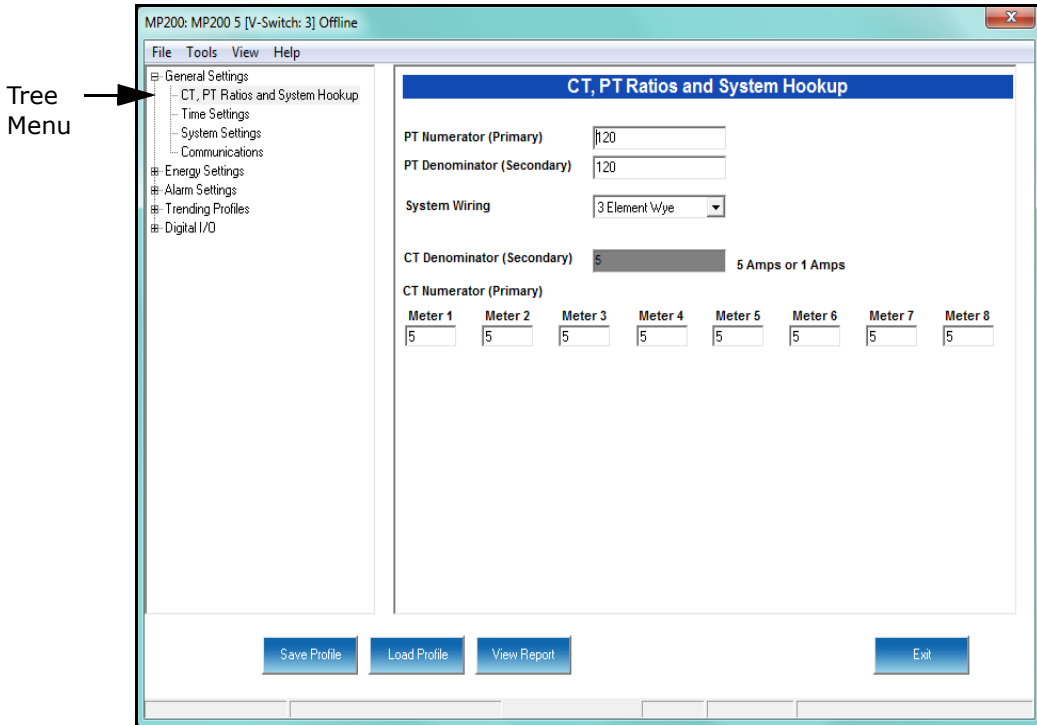 MP200: MP200 5 [V-Switch: 3] Offline
x
File Tools View Help
Tree
Menu
General Settings
CT, PT Ratios and System Hookup
Time Settings
System Settings
Communications
Energy Settings
Alarm Settings
Trending Profiles
Digital I/O
CT, PT Ratios and System Hookup
PT Numerator (Primary) 120
PT Denominator (Secondary) 120
System Wiring 3 Element Wye
CT Denominator (Secondary) 5 5 Amps or 1 Amps
CT Numerator (Primary)
Meter 1 Meter 2 Meter 3 Meter 4 Meter 5 Meter 6 Meter 7 Meter 8
5 5 5 5 5 5 5 5
Save Profile Load Profile View Report Exit